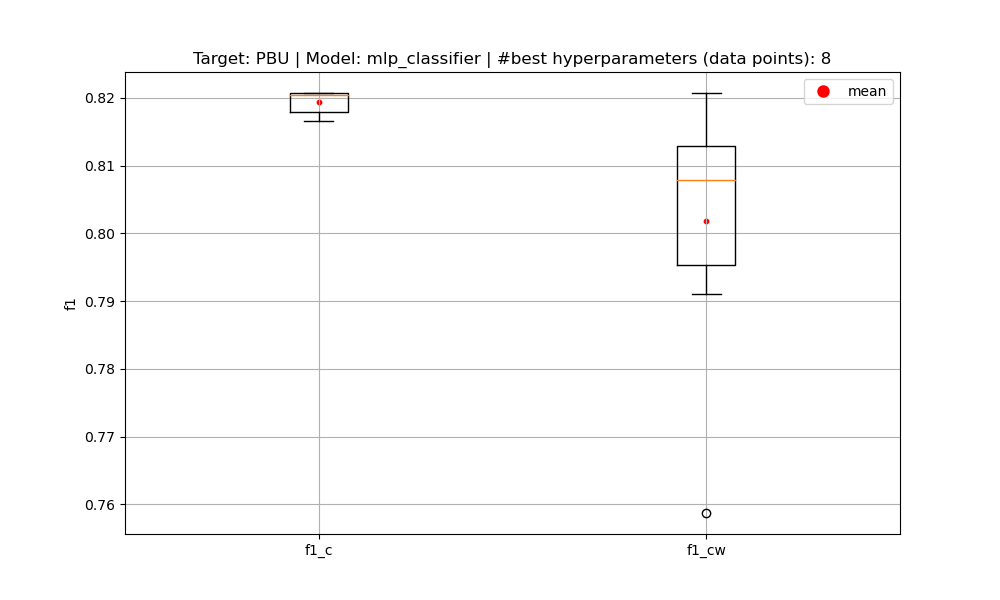 Target: PBU | Model: mlp_classifier | #best hyperparameters (data points): 8
mean
0.82
0.81
0.80
0.79
0.78
0.77
0.76
f1
f1_c
f1_cw